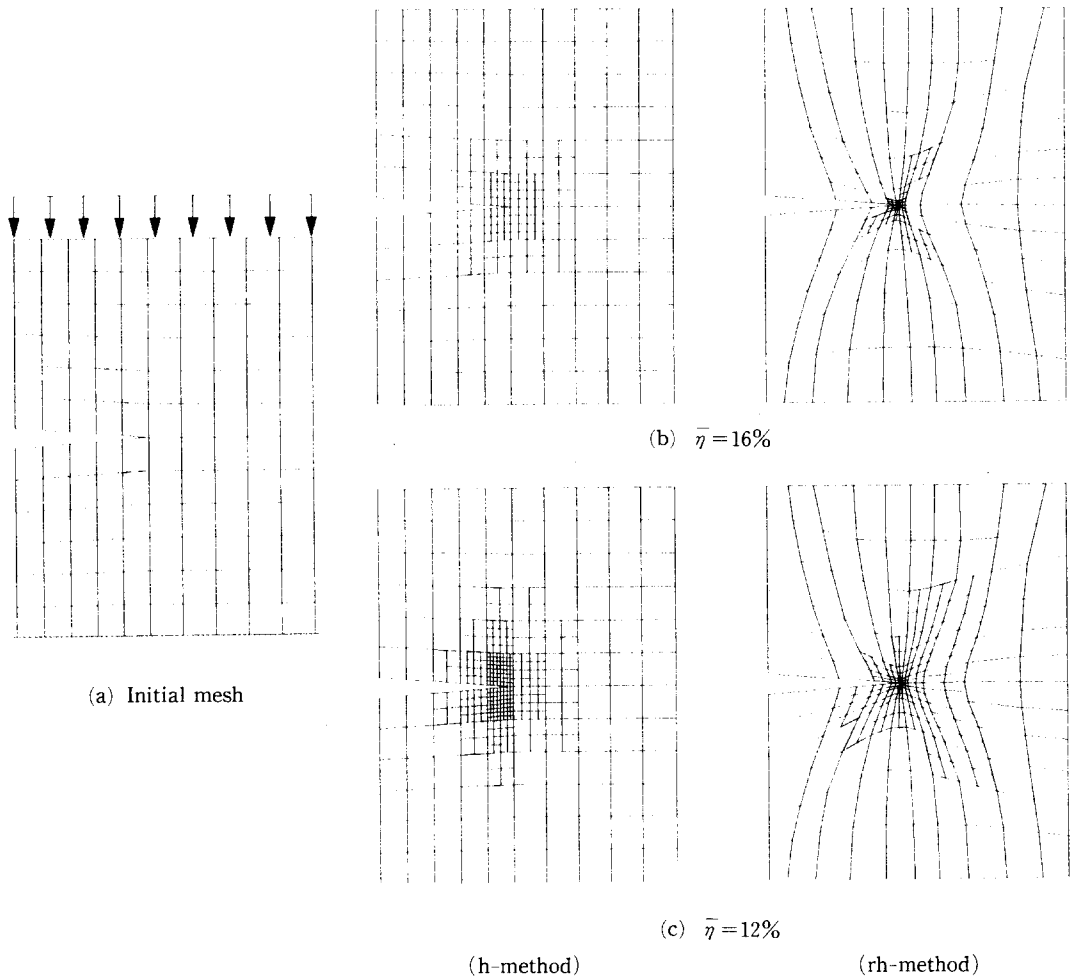 (a) Initial mesh
(b) η̅ =16%
(c) η̅ =12%
(h-method)
(rh-method)